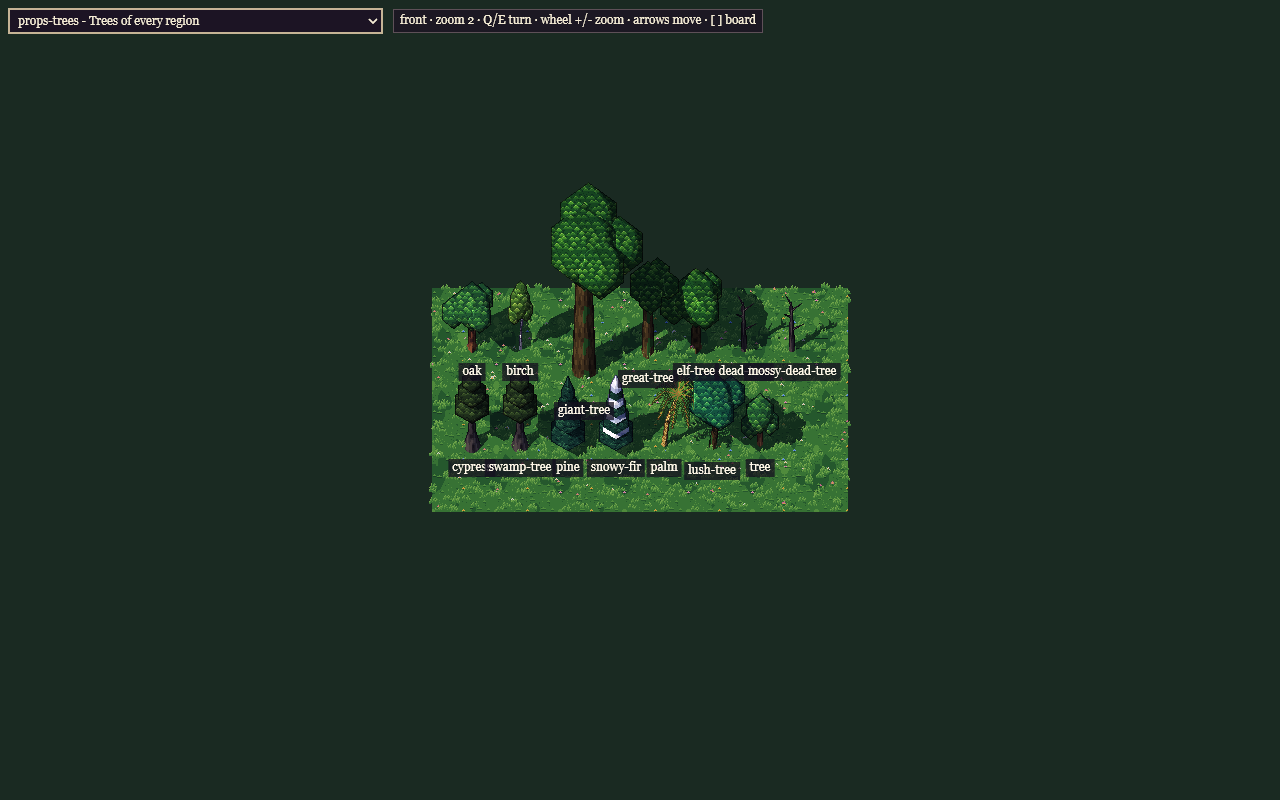 props-trees - Trees of every region
front · zoom 2 · Q/E turn · wheel +/- zoom · arrows move · [ ] board
oak
birch
great-tree
elf-tree
dead
mossy-dead-tree
giant-tree
cypres
swamp-tree
pine
snowy-fir
palm
lush-tree
tree